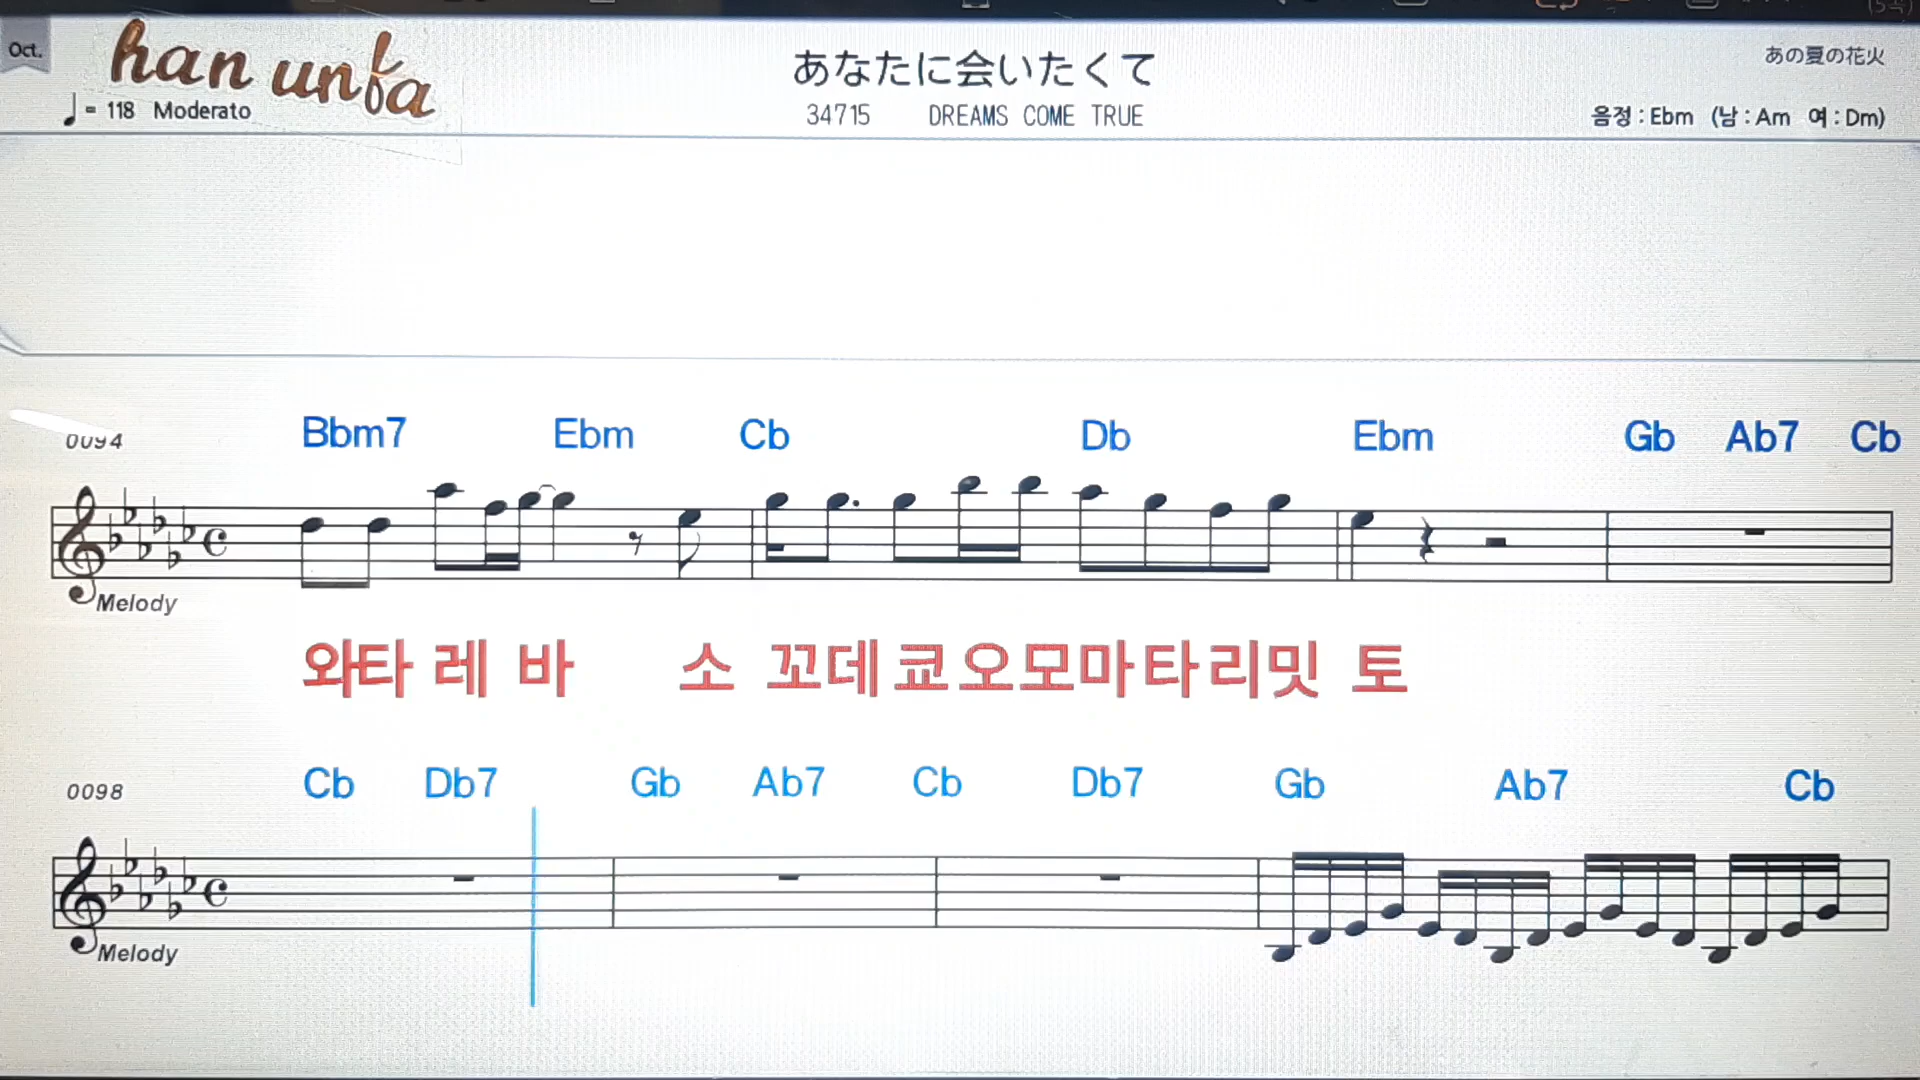 Oct.
han unfa
♩= 118 Moderato
あなたに会いたくて
34715 DREAMS COME TRUE
あの夏の花火
음정 : Ebm (남 : Am 여 : Dm)
0094
Bbm7 Ebm Cb Db Ebm Gb Ab7 Cb
Melody
와타 레 바 소 꼬데 쿄오모마타리밋 토
0098
Cb Db7 Gb Ab7 Cb Db7 Gb Ab7 Cb
Melody